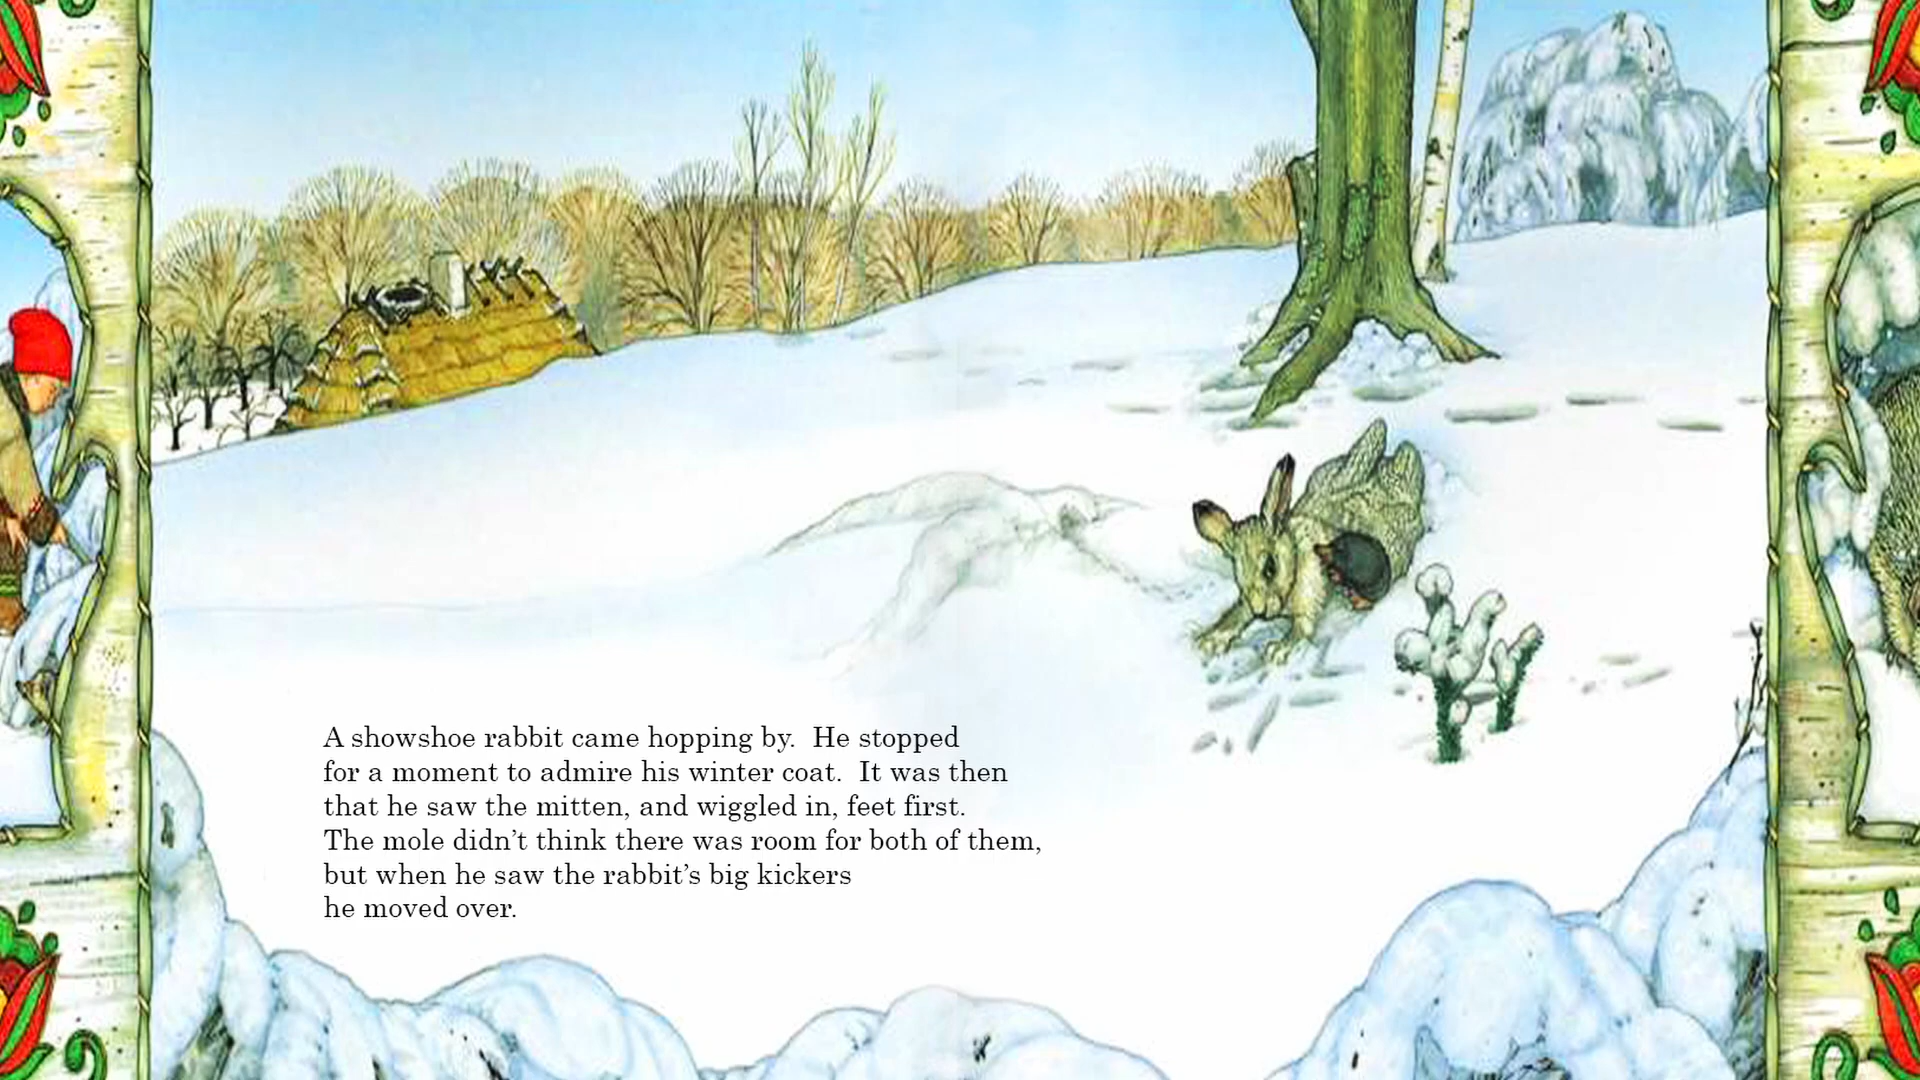 A showshoe rabbit came hopping by.  He stopped
for a moment to admire his winter coat.  It was then
that he saw the mitten, and wiggled in, feet first.
The mole didn’t think there was room for both of them,
but when he saw the rabbit’s big kickers
he moved over.